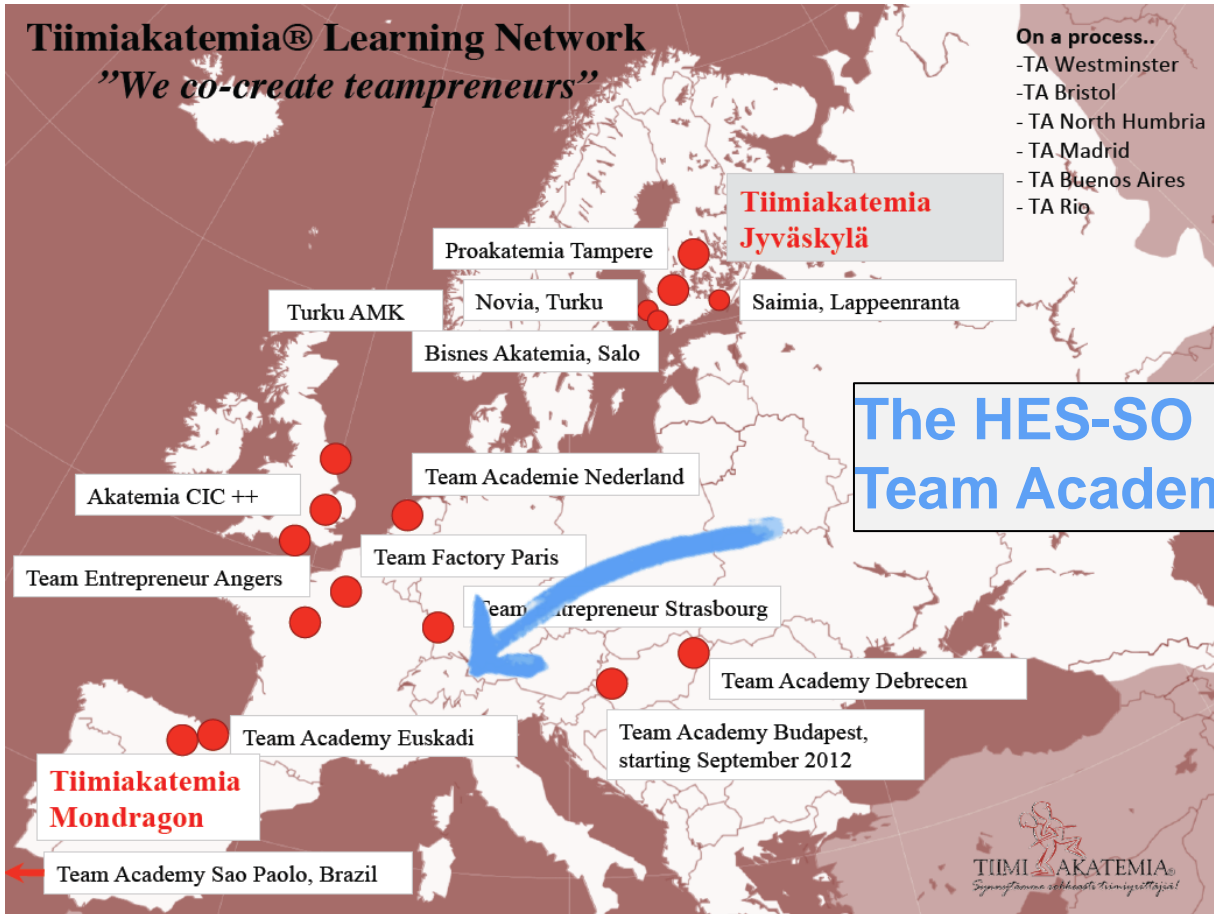 Tiimiakatemia® Learning Network
”We co-create teampreneurs”
On a process..
-TA Westminster
-TA Bristol
- TA North Humbria
- TA Madrid
- TA Buenos Aires
- TA Rio
Tiimiakatemia
Jyväskylä
Proakatemia Tampere
Turku AMK
Novia, Turku
Saimia, Lappeenranta
Bisnes Akatemia, Salo
The HES-SO
Team Academ
Akatemia CIC ++
Team Academie Nederland
Team Factory Paris
Team Entrepreneur Angers
Team Entrepreneur Strasbourg
Team Academy Debrecen
Team Academy Euskadi
Team Academy Budapest,
starting September 2012
Tiimiakatemia
Mondragon
Team Academy Sao Paolo, Brazil
TIIMIAKATEMIA®
Synnytämme selkeästi tiimiyrittäjiä!